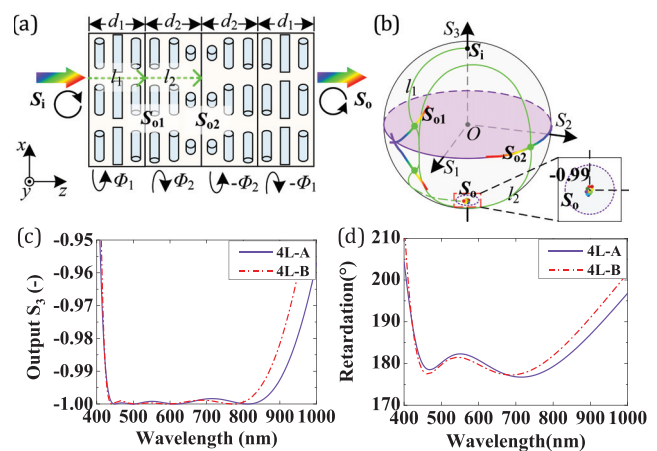 (a)
d₁ d₂ d₂ d₁
l₁ l₂
Sᵢ Sₒ
Sₒ₁ Sₒ₂
x
y z
Φ₁ Φ₂ -Φ₂ -Φ₁
(b)
S₃
Sᵢ
l₁
Sₒ₁ S₂
O Sₒ₂
S₁
-0.99
Sₒ Sₒ
l₂
(c)
-0.95
-0.96
-0.97
-0.98
-0.99
-1.00
Output S₃ (-)
4L-A
4L-B
400 500 600 700 800 900 1000
Wavelength (nm)
(d)
210
200
190
180
170
Retardation(°)
4L-A
4L-B
400 500 600 700 800 900 1000
Wavelength(nm)